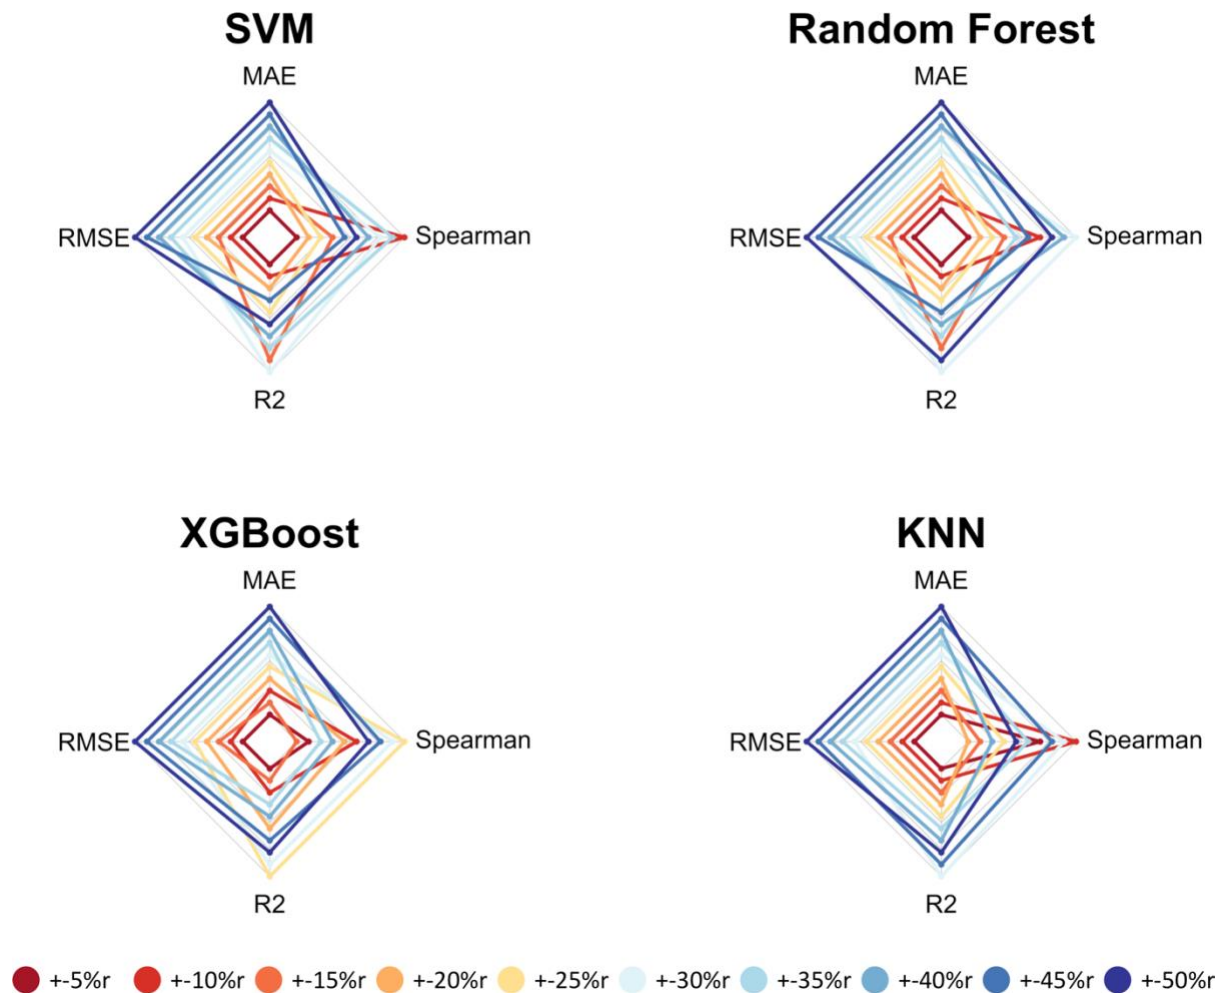 SVM
MAE
RMSE
Spearman
R2
Random Forest
MAE
RMSE
Spearman
R2
XGBoost
MAE
RMSE
Spearman
R2
KNN
MAE
RMSE
Spearman
R2
+-5%r +-10%r +-15%r +-20%r +-25%r +-30%r +-35%r +-40%r +-45%r +-50%r